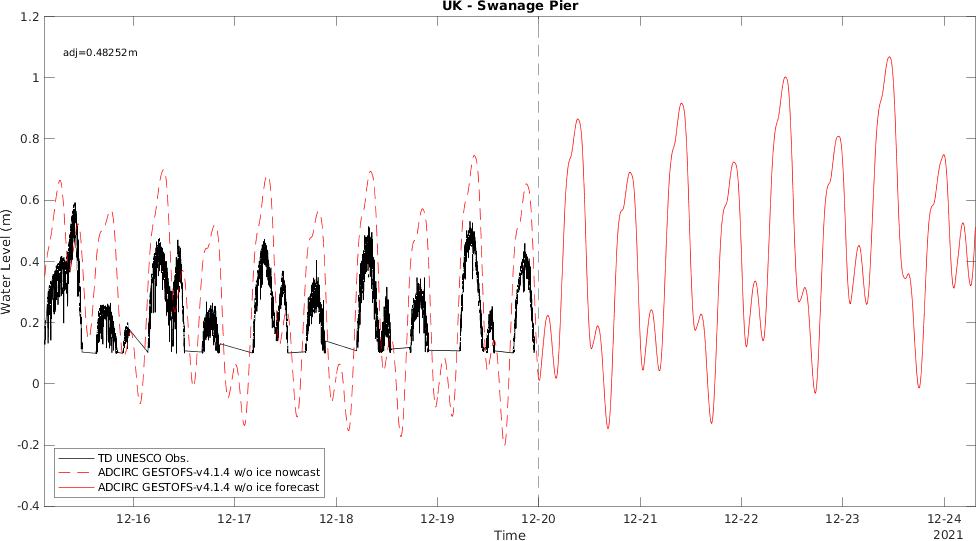 UK - Swanage Pier
adj=0.48252m
Water Level (m)
1.2
1
0.8
0.6
0.4
0.2
0
-0.2
-0.4
TD UNESCO Obs.
ADCIRC GESTOFS-v4.1.4 w/o ice nowcast
ADCIRC GESTOFS-v4.1.4 w/o ice forecast
12-16 12-17 12-18 12-19 12-20 12-21 12-22 12-23 12-24
Time
2021